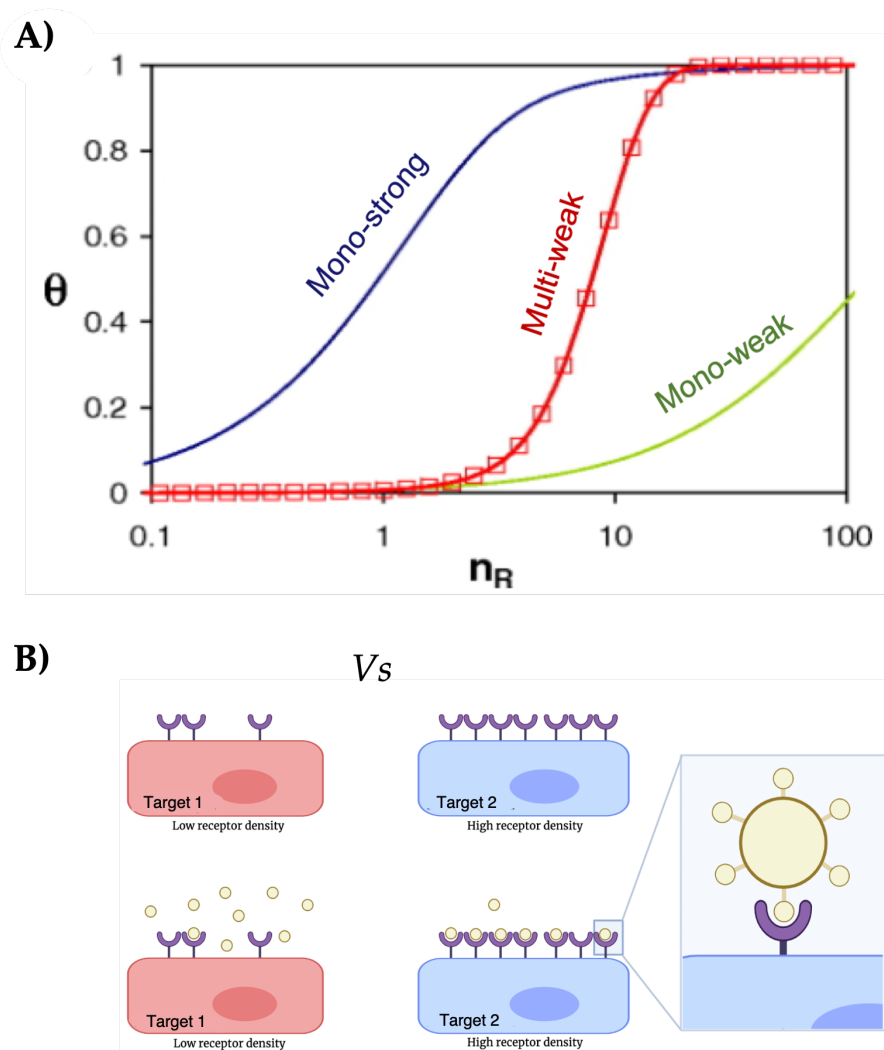 A)
1
0.8
0.6
0.4
0.2
0
θ
Mono-strong
Multi-weak
Mono-weak
0.1 1 10 100
nR
B)
Vs
Target 1 Target 2
Low receptor density High receptor density
Target 1 Target 2
Low receptor density High receptor density